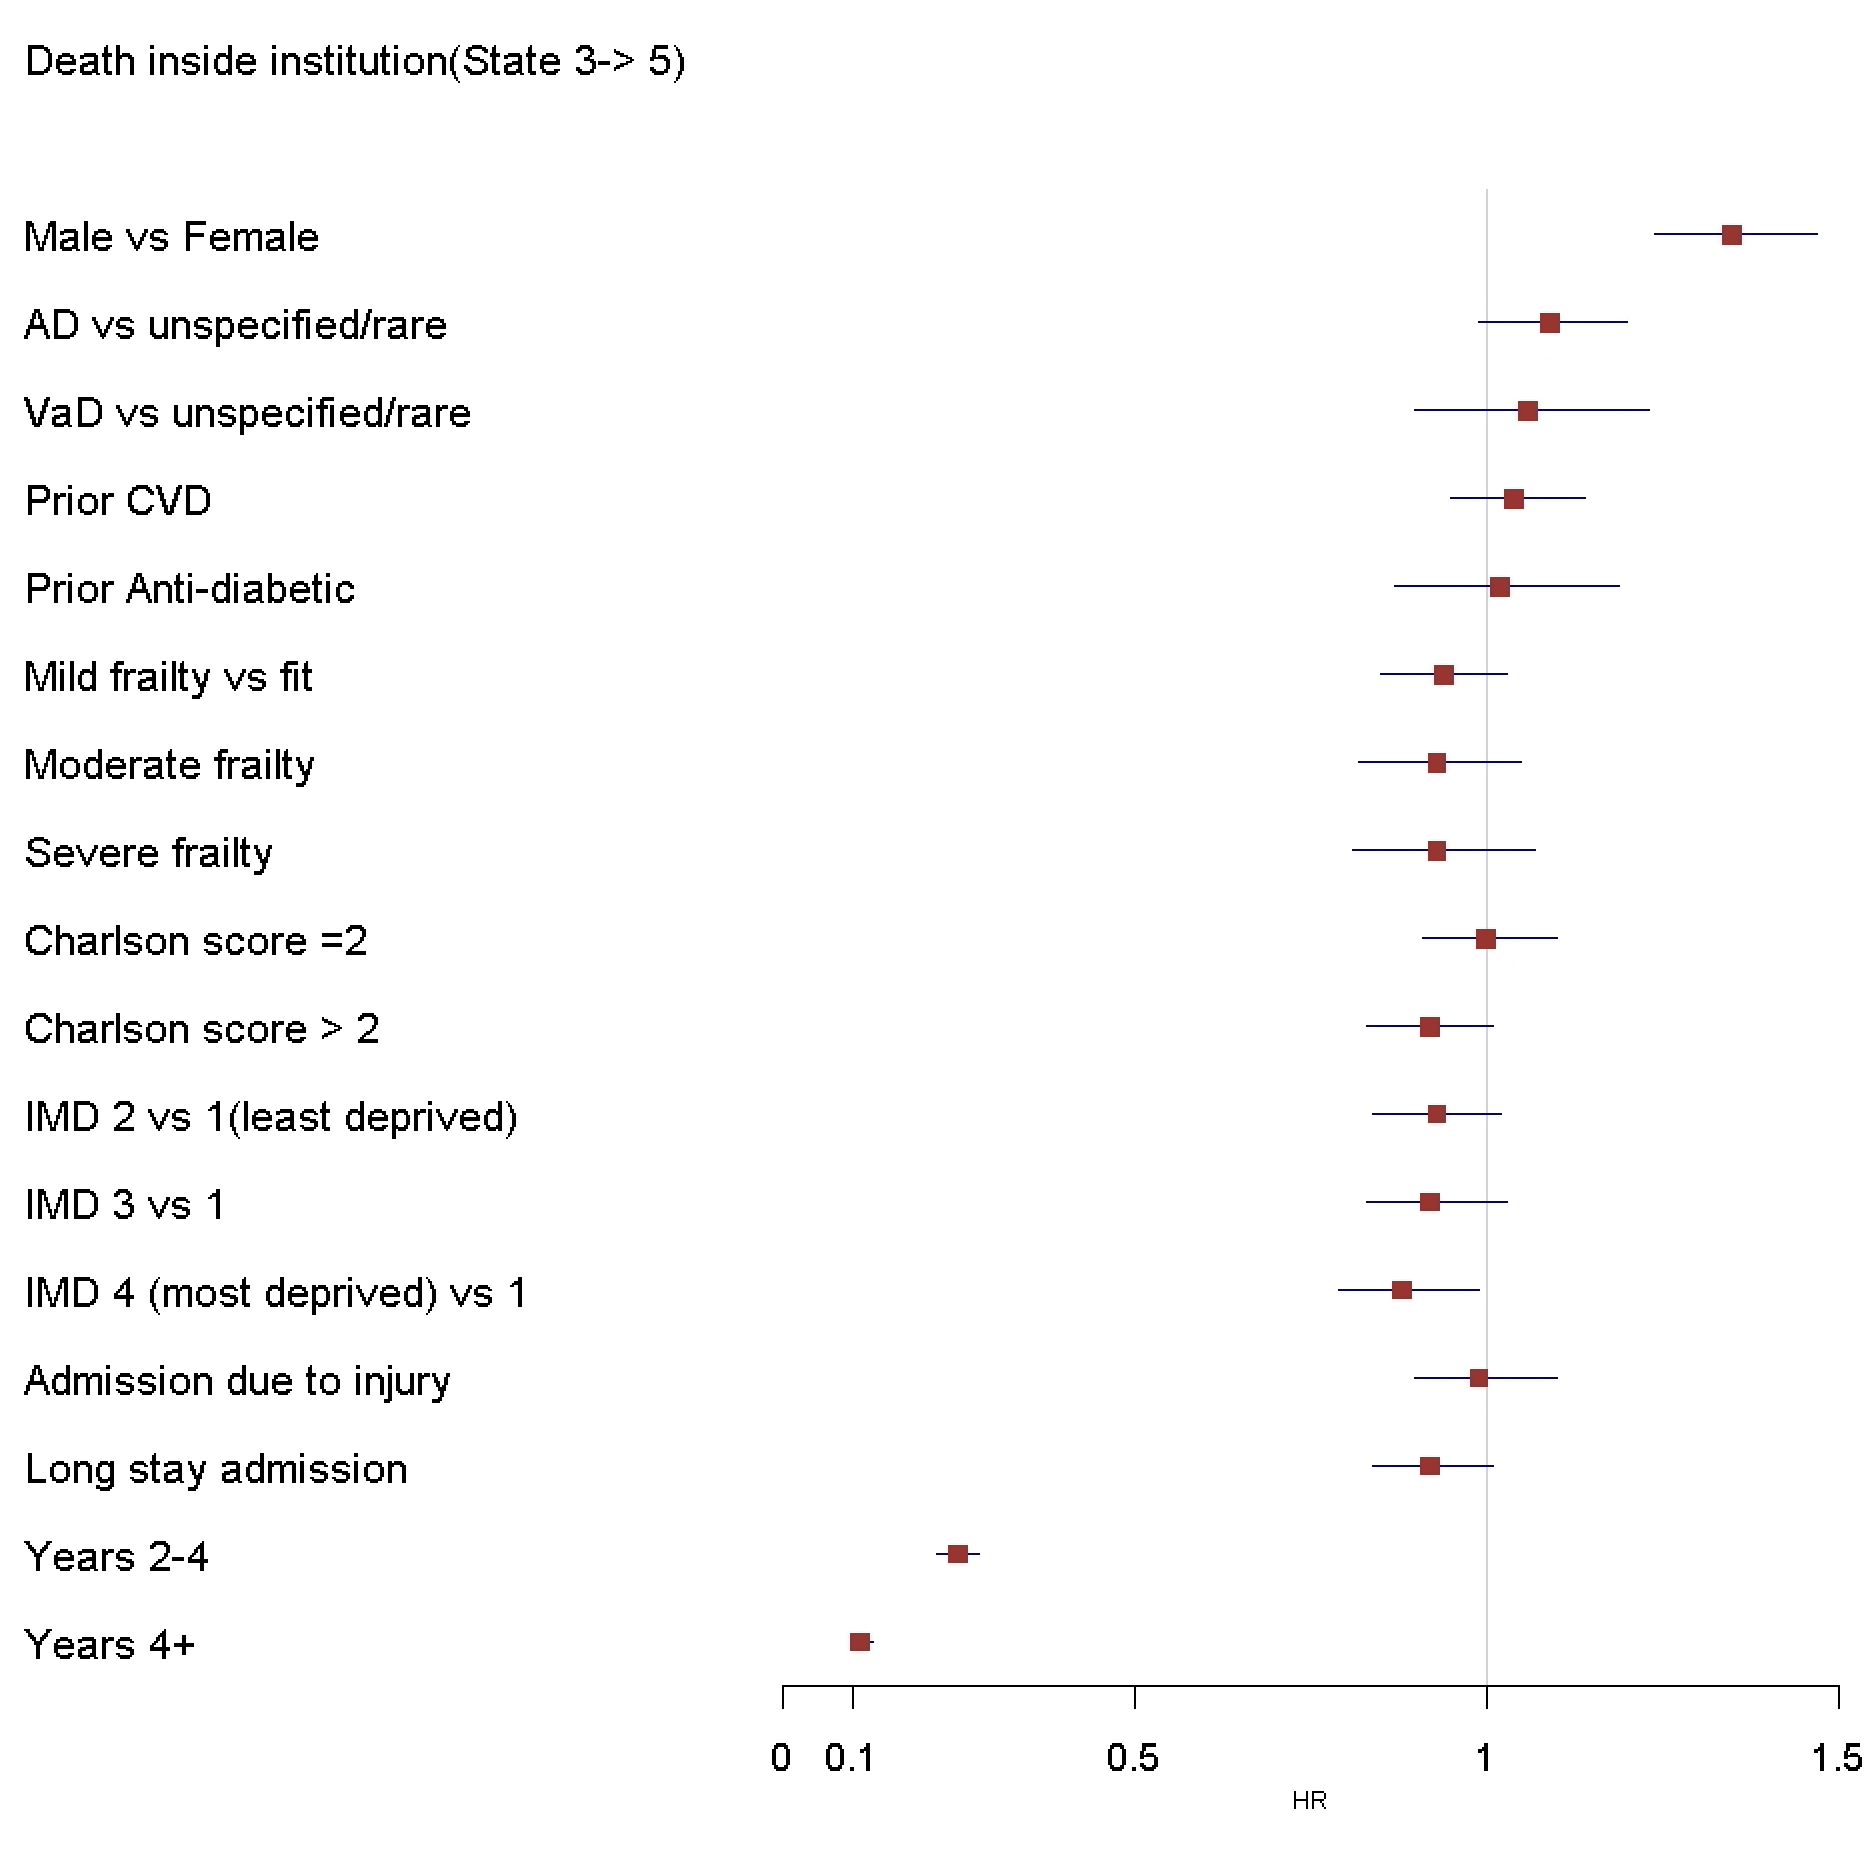 Death inside institution(State 3-> 5)
Male vs Female
AD vs unspecified/rare
VaD vs unspecified/rare
Prior CVD
Prior Anti-diabetic
Mild frailty vs fit
Moderate frailty
Severe frailty
Charlson score =2
Charlson score > 2
IMD 2 vs 1(least deprived)
IMD 3 vs 1
IMD 4 (most deprived) vs 1
Admission due to injury
Long stay admission
Years 2-4
Years 4+
0 0.1 0.5 1 1.5
HR